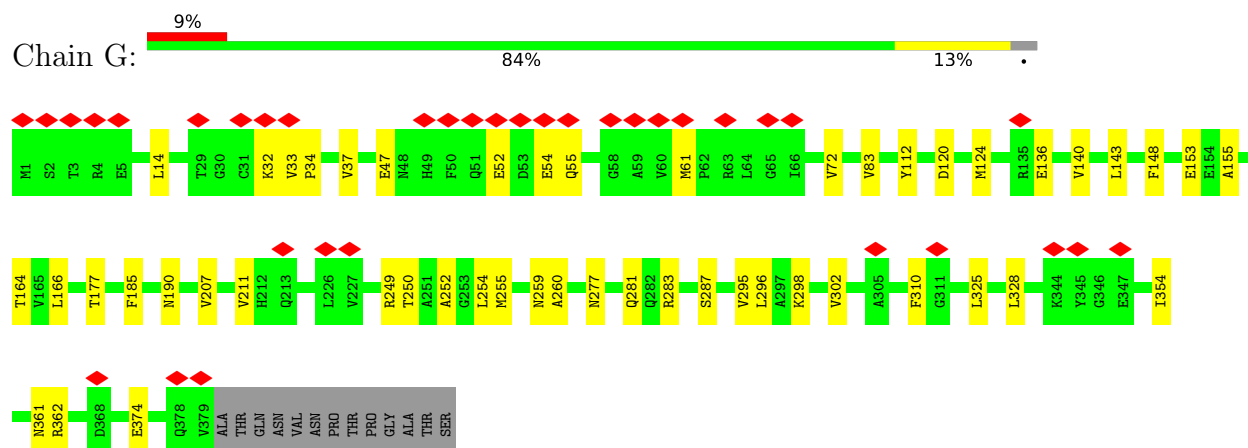 9%
Chain G:
84% 13% •
M1 S2 T3 R4 E5 L14 T29 G30 C31 K32 V33 P34 V37 E47 N48 H49 F50 Q51 E52 D53 E54 Q55 G58 A59 V60 M61 P62 R63 L64 G65 I66 V72 V83 Y112 D120 M124 R135 E136 V140 L143 F148 E153 E154 A155
T164 V165 L166 T177 F185 N190 V207 V211 H212 Q213 L226 V227 R249 T250 A251 A252 G253 L254 M255 N259 A260 N277 Q281 Q282 R283 S287 V295 L296 A297 K298 V302 A305 F310 G311 L325 L328 K344 Y345 G346 E347 I354
N361 R362 D368 E374 Q378 V379 ALA THR GLN ASN VAL ASN PRO THR PRO GLY ALA THR SER